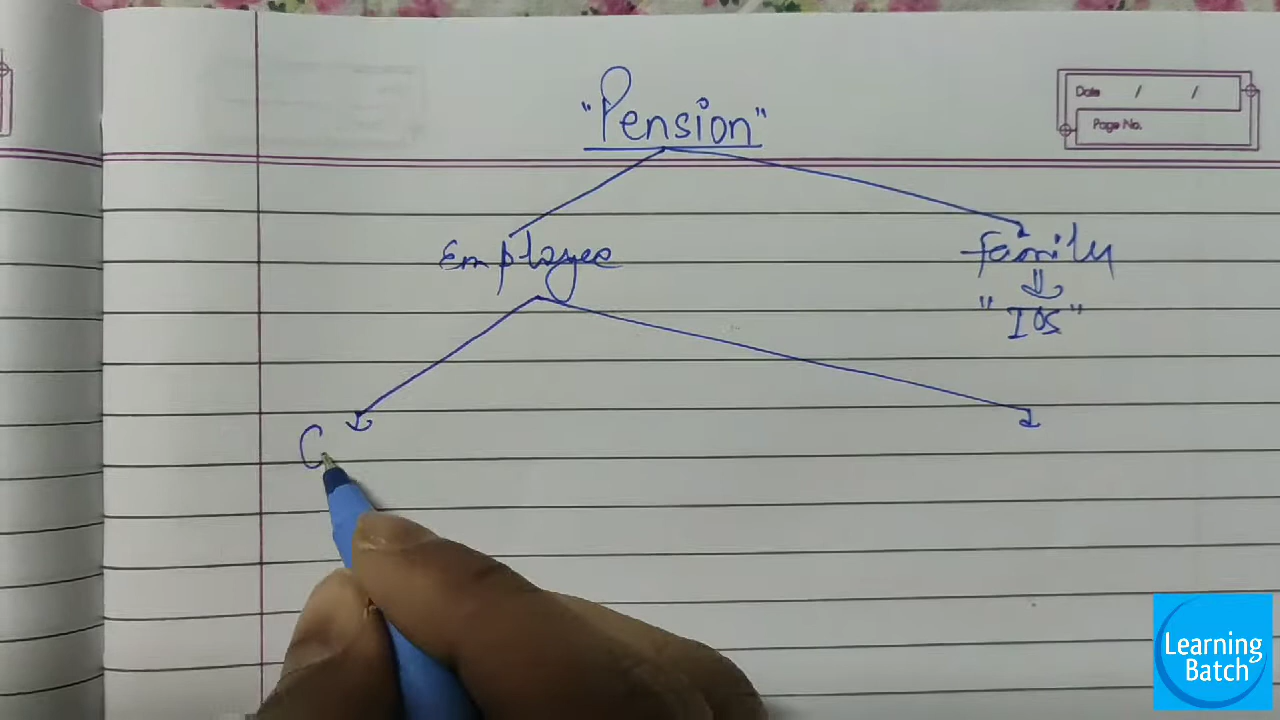 "Pension"
Date / /
Page No.
Employee
family
"IOS"
C
Learning
Batch